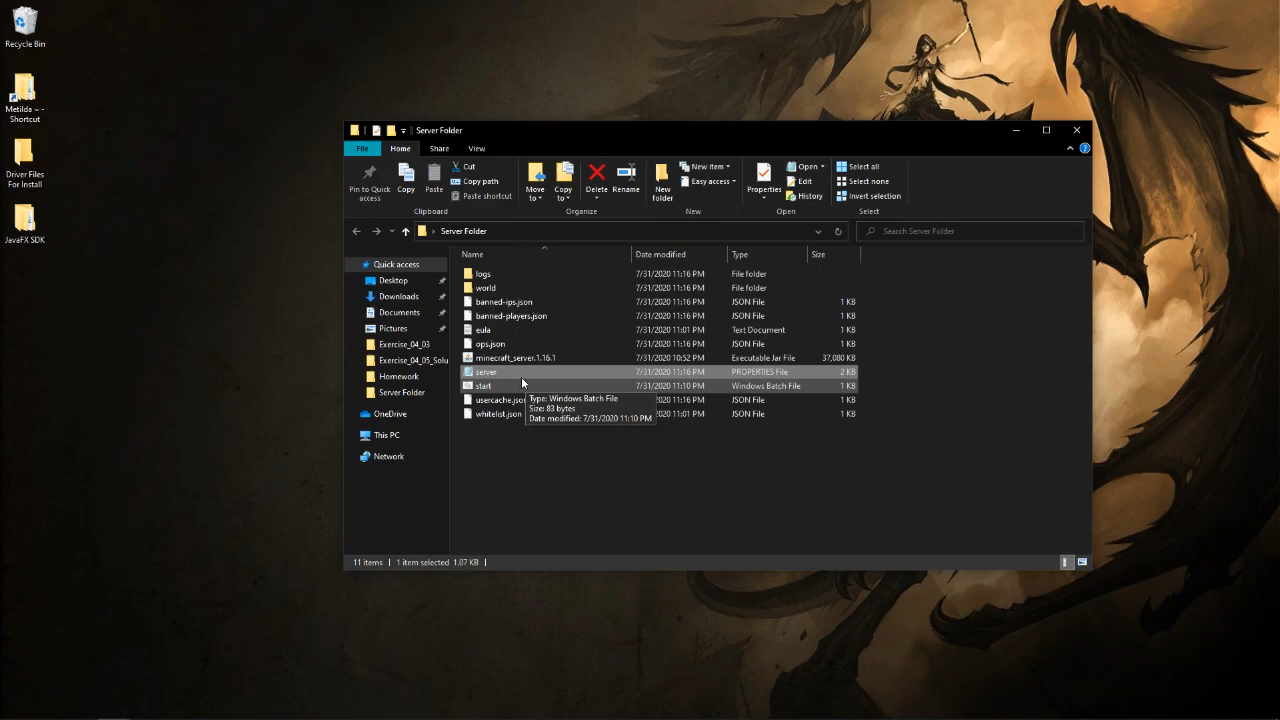 Recycle Bin
Metilda ~ -
Shortcut
Driver Files
For Install
JavaFX SDK
Server Folder
File Home Share View
Pin to Quick
access
Copy
Paste
Cut
Copy path
Paste shortcut
Clipboard
Move
to
Copy
to
Delete
Rename
Organize
New
folder
New item
Easy access
New
Properties
Open
Edit
History
Open
Select all
Select none
Invert selection
Select
Server Folder
Search Server Folder
Quick access
Desktop
Downloads
Documents
Pictures
Exercise_04_03
Exercise_04_05_Solu
Homework
Server Folder
OneDrive
This PC
Network
Name Date modified Type Size
logs 7/31/2020 11:16 PM File folder
world 7/31/2020 11:16 PM File folder
banned-ips.json 7/31/2020 11:16 PM JSON File 1 KB
banned-players.json 7/31/2020 11:16 PM JSON File 1 KB
eula 7/31/2020 11:01 PM Text Document 1 KB
ops.json 7/31/2020 11:16 PM JSON File 1 KB
minecraft_server.1.16.1 7/31/2020 10:52 PM Executable Jar File 37,080 KB
server 7/31/2020 11:16 PM PROPERTIES File 2 KB
start 7/31/2020 11:10 PM Windows Batch File 1 KB
usercache.json 11:16 PM JSON File 1 KB
whitelist.json 11:01 PM JSON File 1 KB
Type: Windows Batch File
Size: 83 bytes
Date modified: 7/31/2020 11:10 PM
11 items 1 item selected 1.07 KB